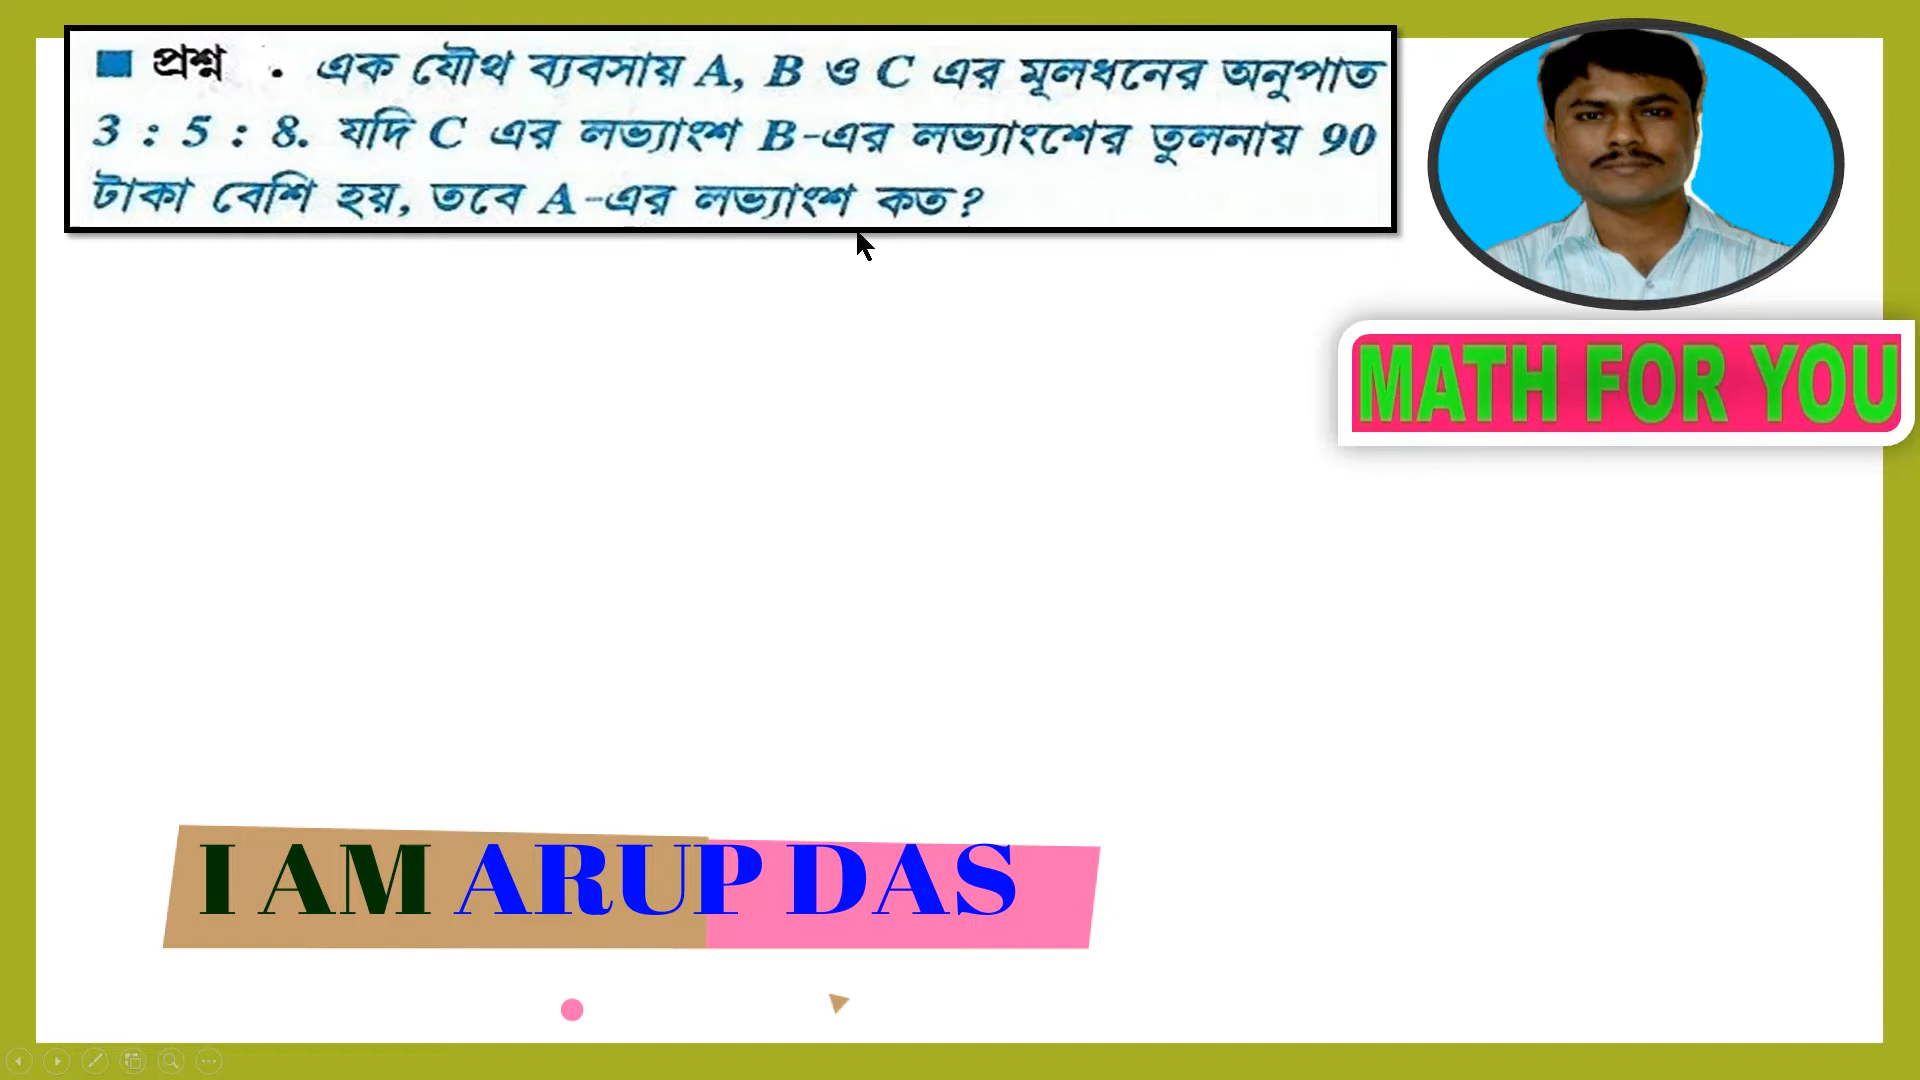 ■ প্রশ্ন . এক যৌথ ব্যবসায় A, B ও C এর মূলধনের অনুপাত
3 : 5 : 8. যদি C এর লভ্যাংশ B-এর লভ্যাংশের তুলনায় 90
টাকা বেশি হয়, তবে A-এর লভ্যাংশ কত?
MATH FOR YOU
I AM ARUP DAS